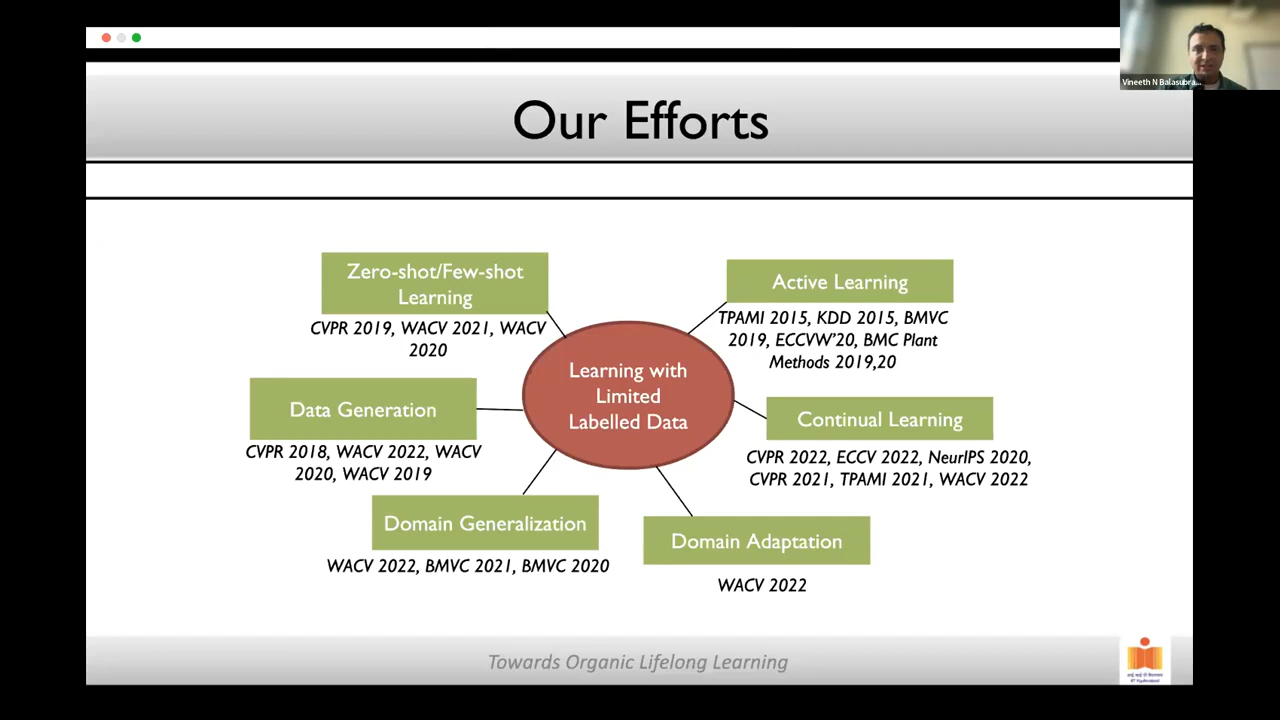 Vineeth N Balasubra...
Our Efforts
Zero-shot/Few-shot
Learning
CVPR 2019, WACV 2021, WACV
2020
Active Learning
TPAMI 2015, KDD 2015, BMVC
2019, ECCVW'20, BMC Plant
Methods 2019,20
Learning with
Limited
Labelled Data
Data Generation
CVPR 2018, WACV 2022, WACV
2020, WACV 2019
Continual Learning
CVPR 2022, ECCV 2022, NeurIPS 2020,
CVPR 2021, TPAMI 2021, WACV 2022
Domain Generalization
WACV 2022, BMVC 2021, BMVC 2020
Domain Adaptation
WACV 2022
Towards Organic Lifelong Learning